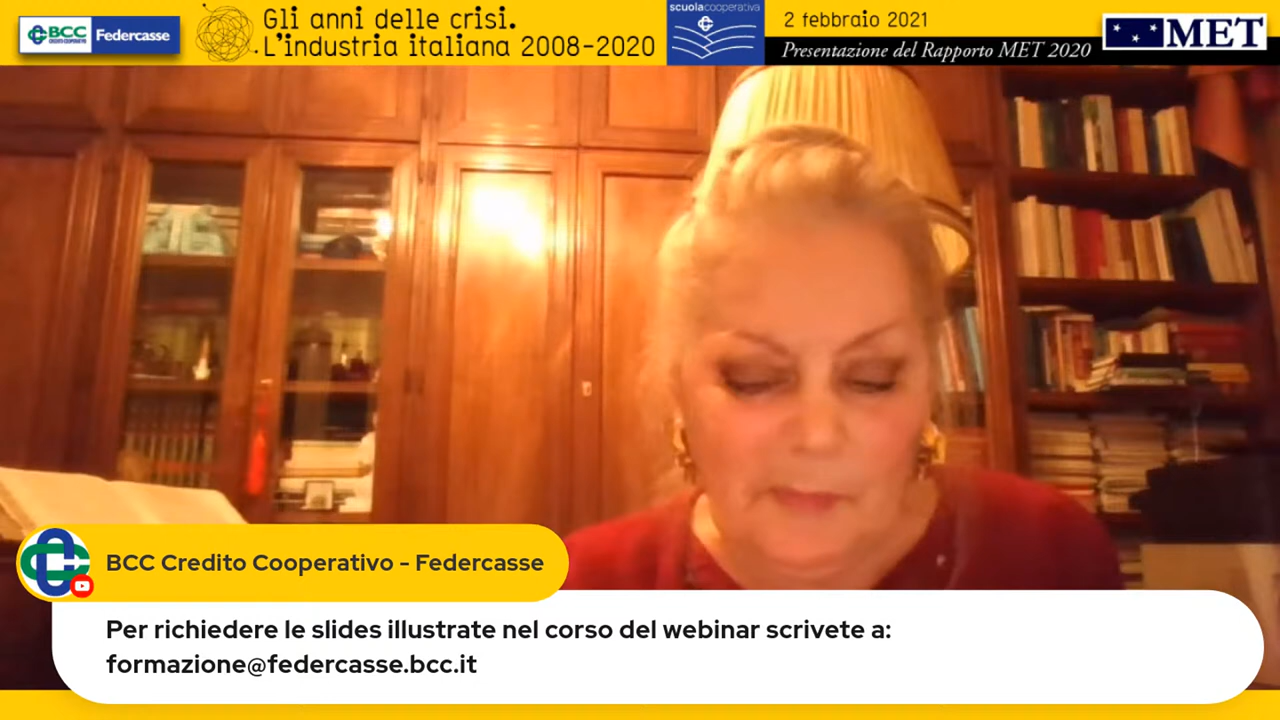 BCC
CREDITO COOPERATIVO
Federcasse
Gli anni delle crisi.
L'industria italiana 2008-2020
scuolacooperativa
2 febbraio 2021
Presentazione del Rapporto MET 2020
MET
BCC Credito Cooperativo - Federcasse
Per richiedere le slides illustrate nel corso del webinar scrivete a:
formazione@federcasse.bcc.it